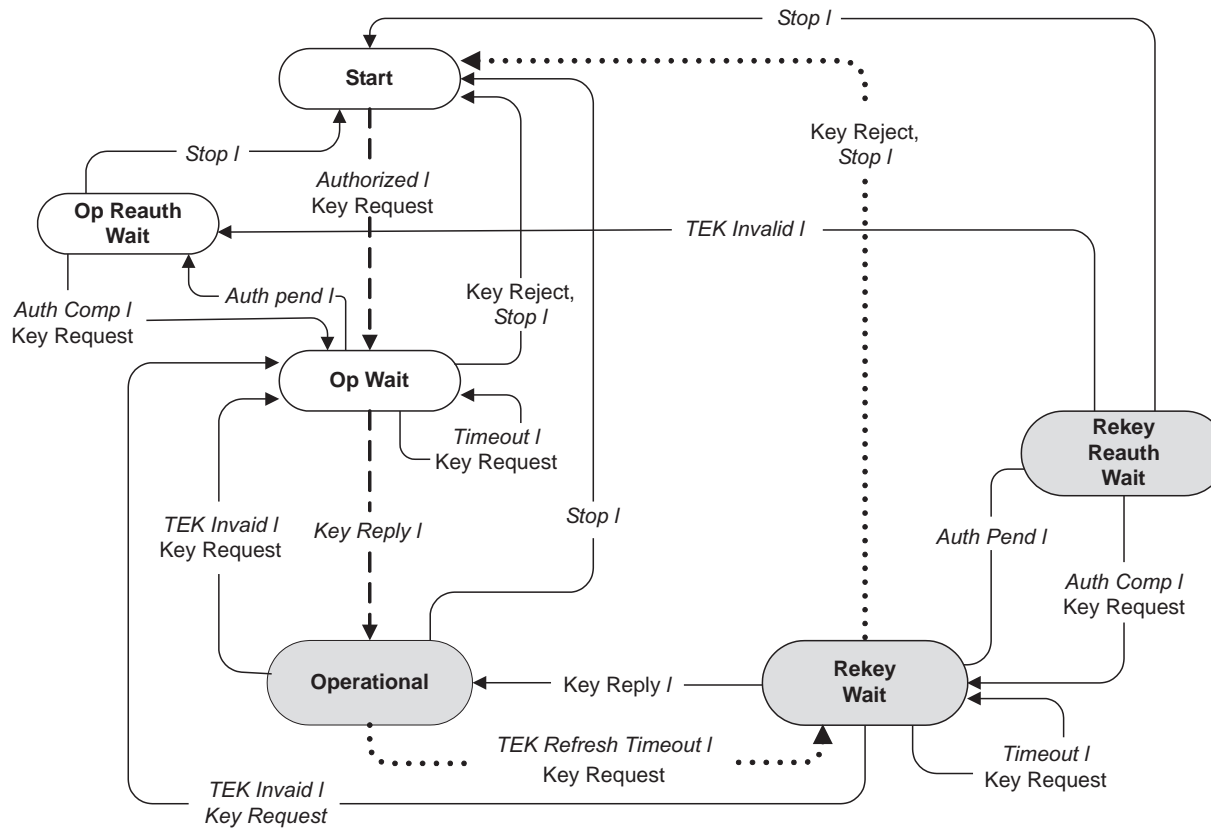 Stop I
Start
Key Reject,
Stop I
Stop I
Authorized I
Key Request
Op Reauth
Wait
TEK Invalid I
Auth pend I
Key Reject,
Stop I
Auth Comp I
Key Request
Op Wait
Timeout I
Key Request
Rekey
Reauth
Wait
TEK Invaid I
Key Request
Key Reply I
Stop I
Auth Pend I
Auth Comp I
Key Request
Operational
Key Reply I
Rekey
Wait
TEK Refresh Timeout I
Key Request
Timeout I
Key Request
TEK Invaid I
Key Request